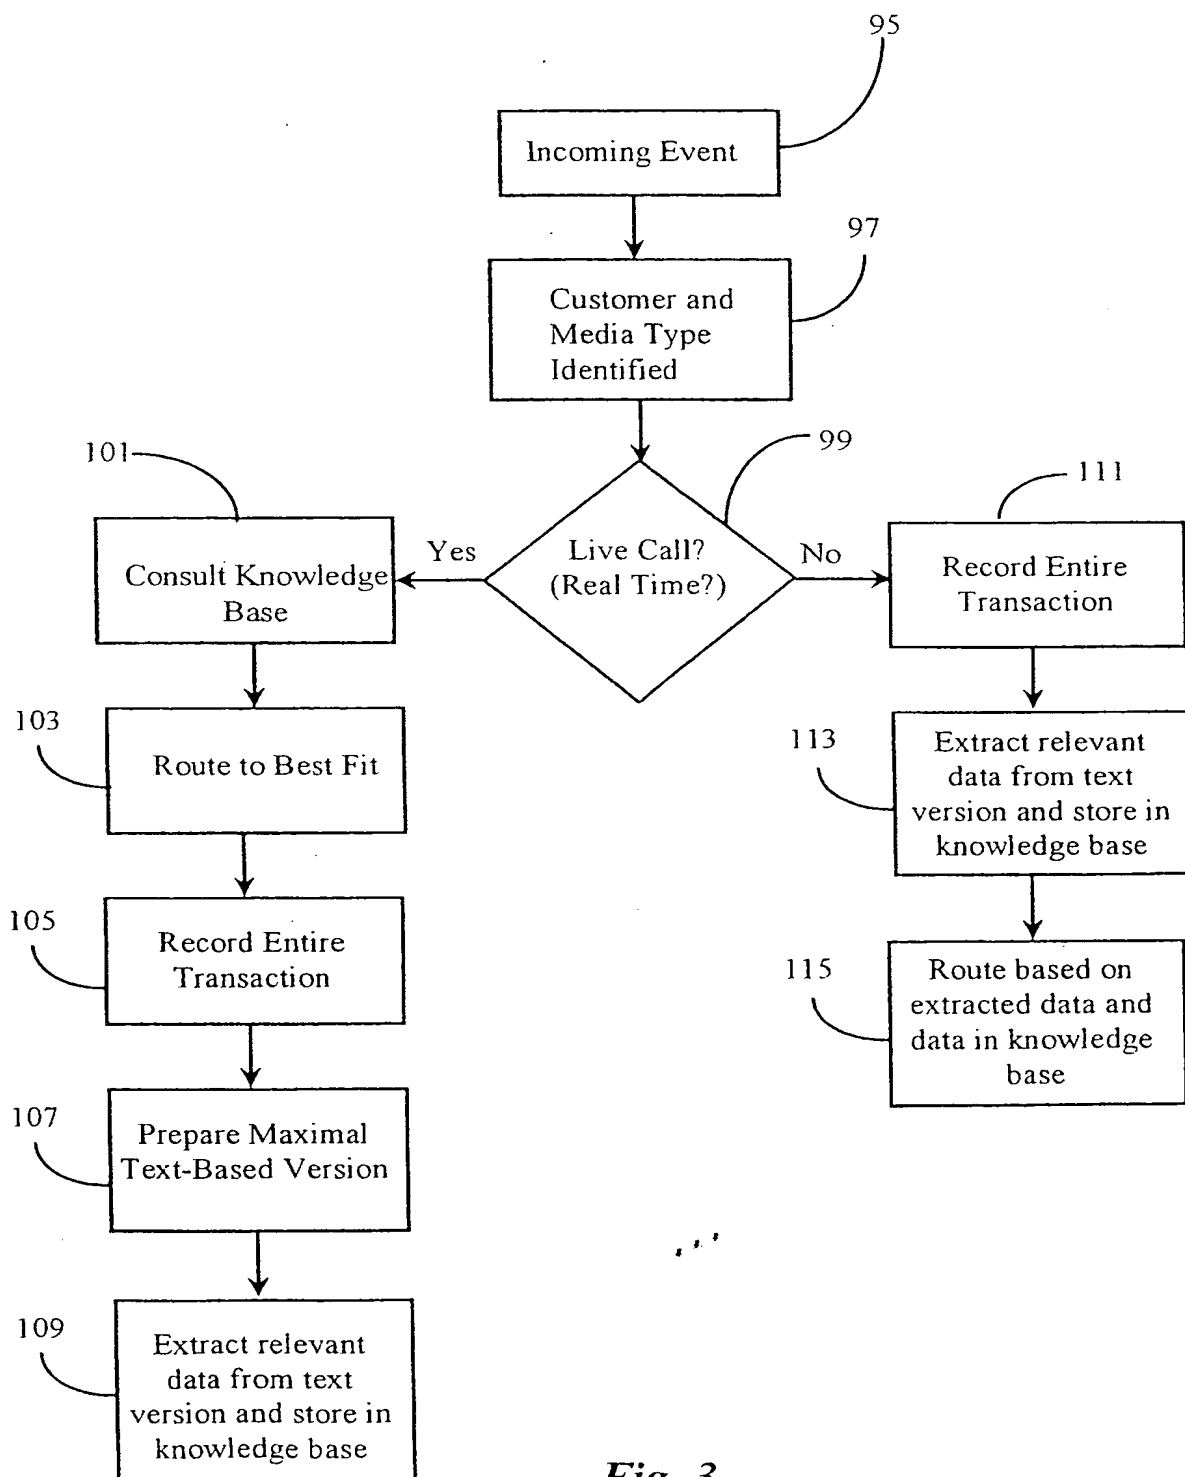 95
Incoming Event
97
Customer and
Media Type
Identified
99
Live Call?
(Real Time?)
Yes
No
101
Consult Knowledge
Base
103
Route to Best Fit
105
Record Entire
Transaction
107
Prepare Maximal
Text-Based Version
109
Extract relevant
data from text
version and store in
knowledge base
111
Record Entire
Transaction
113
Extract relevant
data from text
version and store in
knowledge base
115
Route based on
extracted data and
data in knowledge
base
Fig. 3